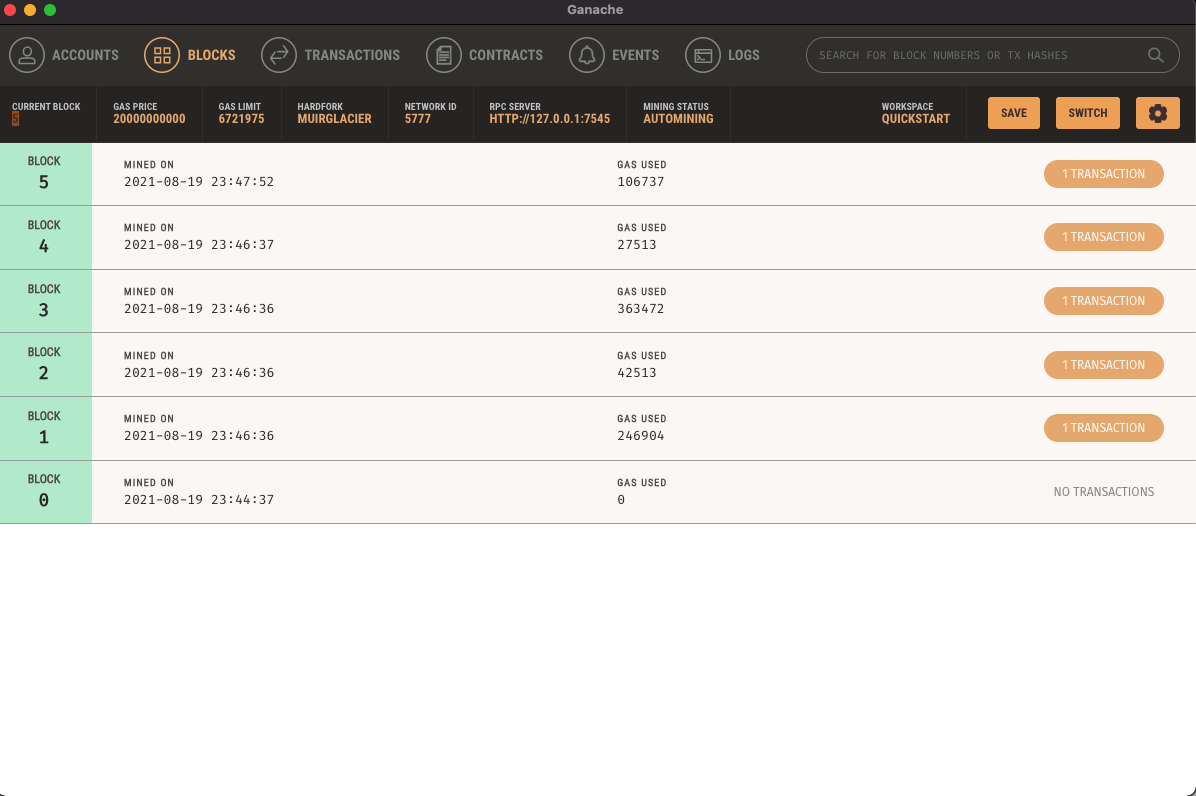 Ganache
ACCOUNTS BLOCKS TRANSACTIONS CONTRACTS EVENTS LOGS SEARCH FOR BLOCK NUMBERS OR TX HASHES
CURRENT BLOCK GAS PRICE GAS LIMIT HARDFORK NETWORK ID RPC SERVER MINING STATUS WORKSPACE
5 20000000000 6721975 MUIRGLACIER 5777 HTTP://127.0.0.1:7545 AUTOMINING QUICKSTART SAVE SWITCH
BLOCK MINED ON GAS USED
5 2021-08-19 23:47:52 106737 1 TRANSACTION
BLOCK MINED ON GAS USED
4 2021-08-19 23:46:37 27513 1 TRANSACTION
BLOCK MINED ON GAS USED
3 2021-08-19 23:46:36 363472 1 TRANSACTION
BLOCK MINED ON GAS USED
2 2021-08-19 23:46:36 42513 1 TRANSACTION
BLOCK MINED ON GAS USED
1 2021-08-19 23:46:36 246904 1 TRANSACTION
BLOCK MINED ON GAS USED
0 2021-08-19 23:44:37 0 NO TRANSACTIONS